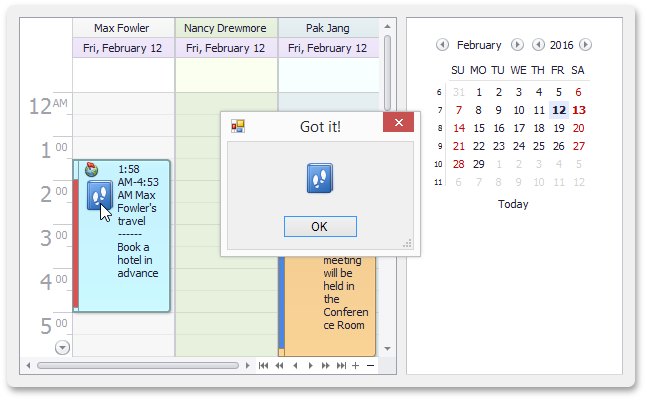 Max Fowler Nancy Drewmore Pak Jang
Fri, February 12 Fri, February 12 Fri, February 12
12 AM
1 00
2 00
3 00
4 00
5 00
1:58
AM-4:53
AM Max
Fowler's
travel
------
Book a
hotel in
advance
Got it!
OK
meeting
will be
held in
the
Conferen
ce Room
February 2016
SU MO TU WE TH FR SA
6 31 1 2 3 4 5 6
7 7 8 9 10 11 12 13
8 14 15 16 17 18 19 20
9 21 22 23 24 25 26 27
10 28 29 1 2 3 4 5
11 6 7 8 9 10 11 12
Today